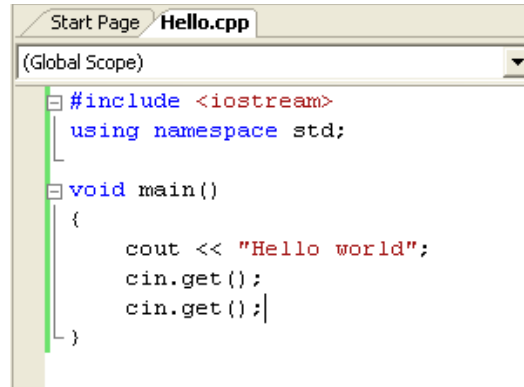 Start Page Hello.cpp
(Global Scope)
#include <iostream>
using namespace std;
void main()
{
cout << "Hello world";
cin.get();
cin.get();
}